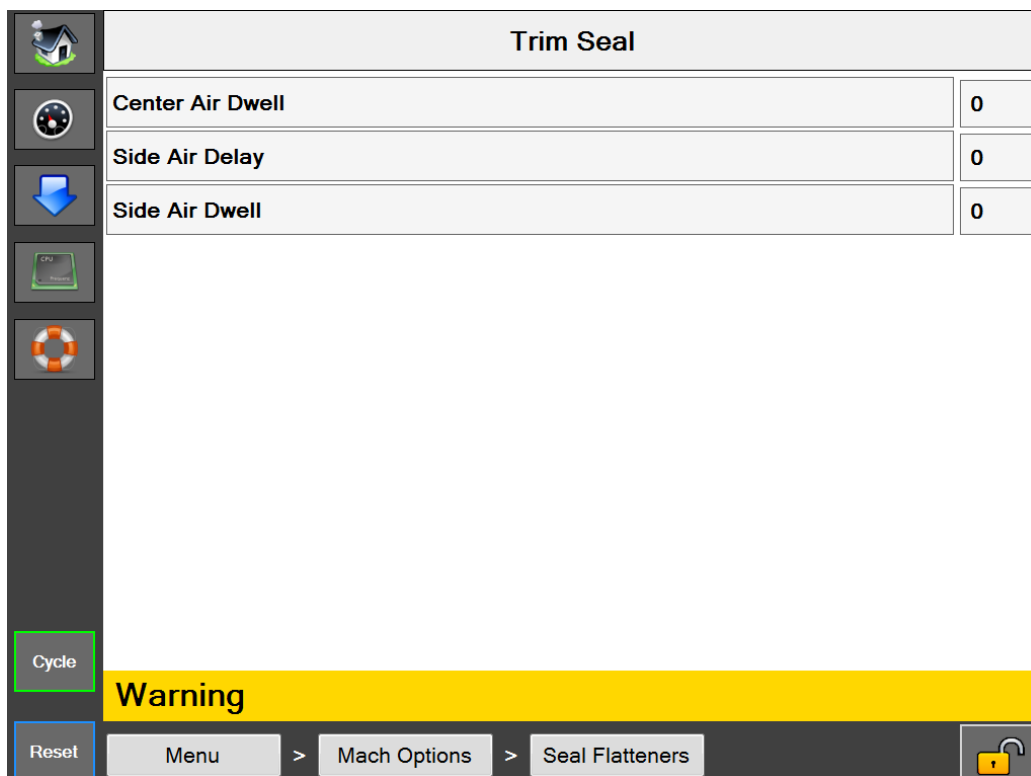 Trim Seal
Center Air Dwell 0
Side Air Delay 0
Side Air Dwell 0
CPU
Cycle
Warning
Reset
Menu > Mach Options > Seal Flatteners